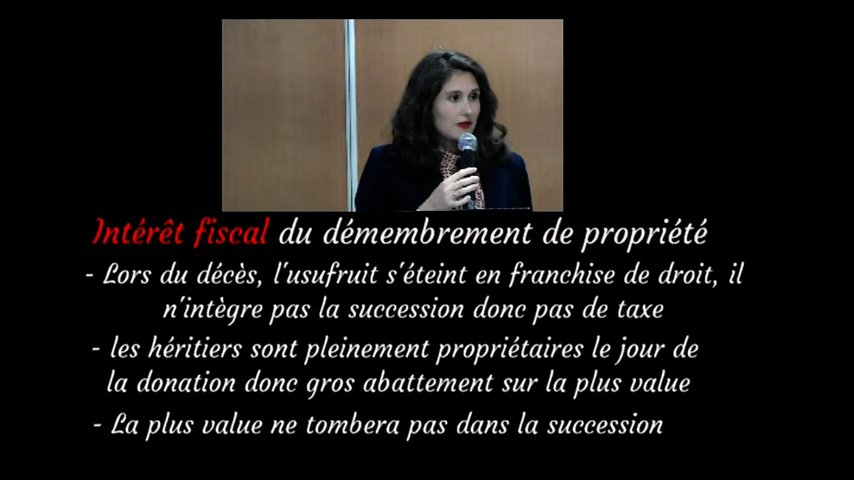 Intérêt fiscal du démembrement de propriété
- Lors du décès, l'usufruit s'éteint en franchise de droit, il
n'intègre pas la succession donc pas de taxe
- les héritiers sont pleinement propriétaires le jour de
la donation donc gros abattement sur la plus value
- La plus value ne tombera pas dans la succession